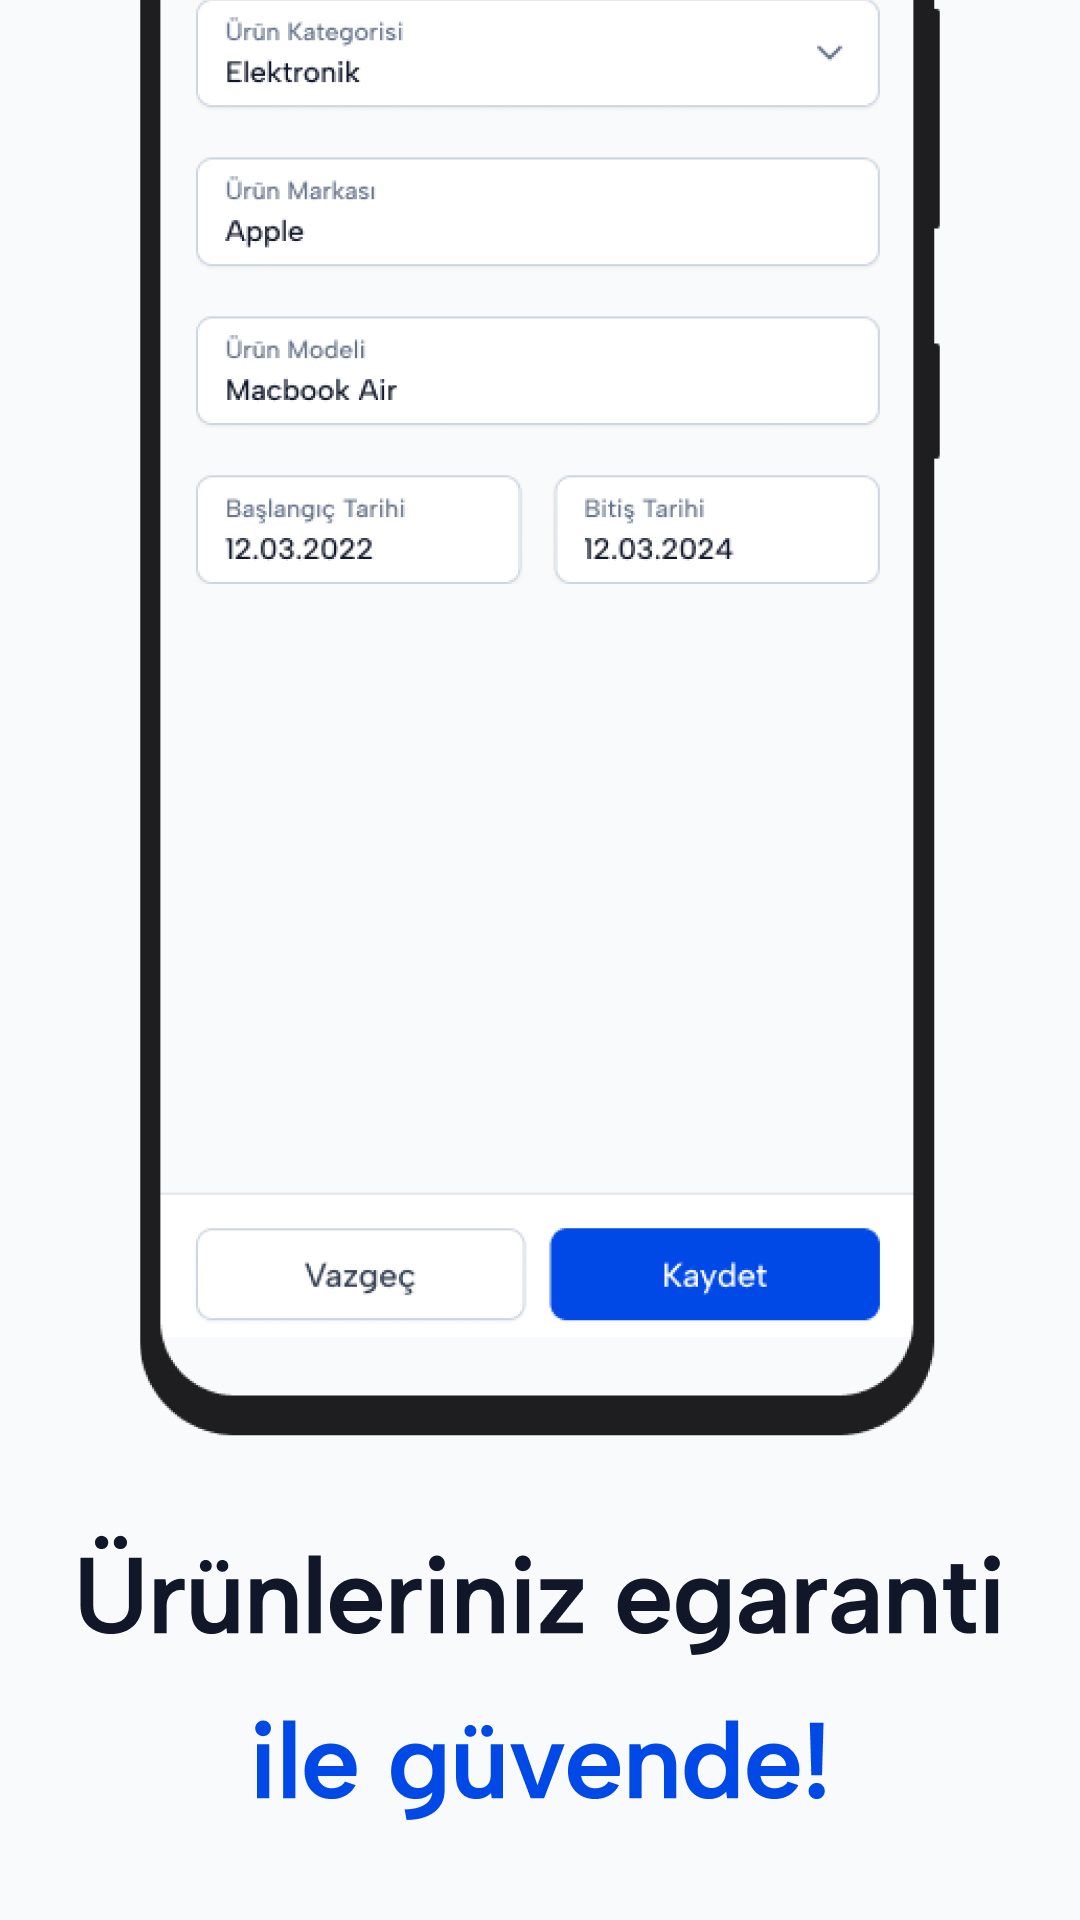 Ürün Kategorisi
Elektronik
Ürün Markası
Apple
Ürün Modeli
Macbook Air
Başlangıç Tarihi
12.03.2022
Bitiş Tarihi
12.03.2024
Vazgeç
Kaydet
Ürünleriniz egaranti
ile güvende!